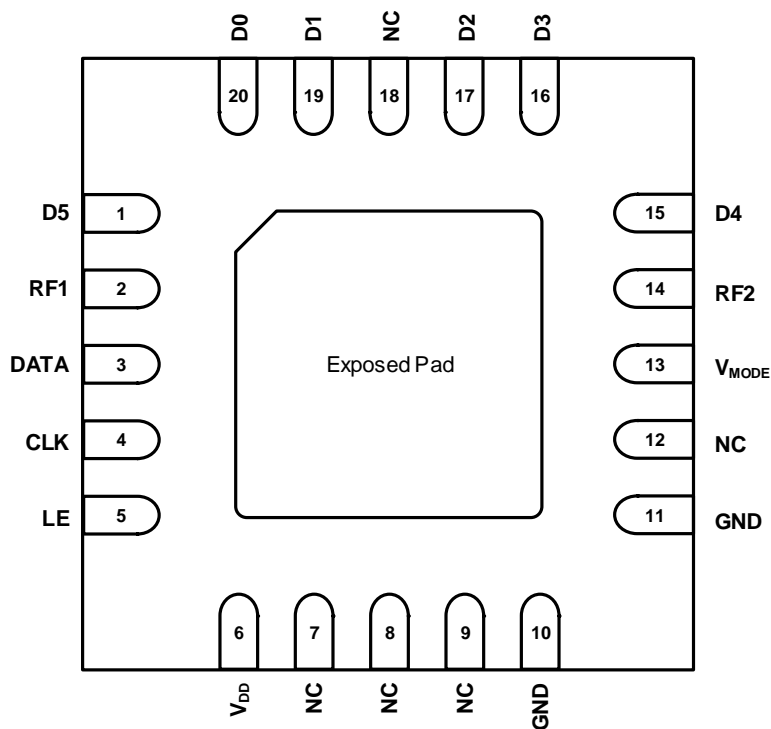 D0 D1 NC D2 D3
20 19 18 17 16
D5 1 15 D4
RF1 2 14 RF2
DATA 3 Exposed Pad 13 VMODE
CLK 4 12 NC
LE 5 11 GND
6 7 8 9 10
VDD NC NC NC GND